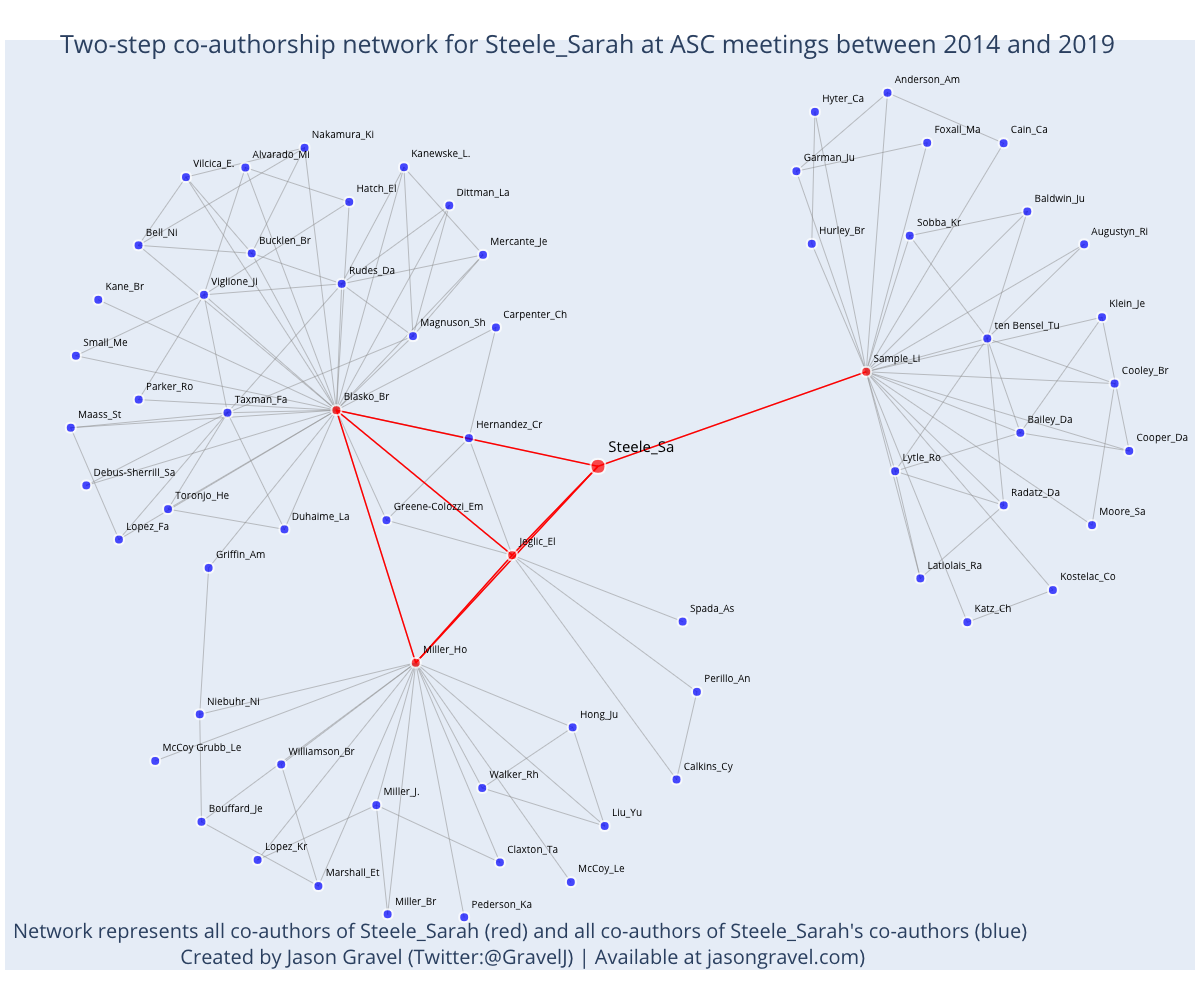 Two-step co-authorship network for Steele_Sarah at ASC meetings between 2014 and 2019
Anderson_Am
Hyter_Ca
Foxall_Ma
Cain_Ca
Nakamura_Ki
Alvarado_Mi
Kanewske_L.
Vilcica_E.
Garman_Ju
Hatch_El
Dittman_La
Baldwin_Ju
Sobba_Kr
Bell_Ni
Bucklen_Br
Mercante_Je
Hurley_Br
Augustyn_Ri
Rudes_Da
Viglione_Ji
Kane_Br
Klein_Je
Carpenter_Ch
Magnuson_Sh
ten Bensel_Tu
Small_Me
Sample_Li
Cooley_Br
Parker_Ro
Blasko_Br
Taxman_Fa
Maass_St
Hernandez_Cr
Bailey_Da
Cooper_Da
Steele_Sa
Lytle_Ro
Debus-Sherrill_Sa
Toronjo_He
Radatz_Da
Greene-Colozzi_Em
Duhaime_La
Moore_Sa
Lopez_Fa
Jeglic_El
Griffin_Am
Latiolais_Ra
Kostelac_Co
Spada_As
Katz_Ch
Miller_Ho
Perillo_An
Niebuhr_Ni
Hong_Ju
McCoy Grubb_Le
Williamson_Br
Calkins_Cy
Walker_Rh
Miller_J.
Bouffard_Je
Liu_Yu
Lopez_Kr
Claxton_Ta
McCoy_Le
Marshall_Et
Miller_Br
Pederson_Ka
Network represents all co-authors of Steele_Sarah (red) and all co-authors of Steele_Sarah's co-authors (blue)
Created by Jason Gravel (Twitter:@GravelJ) | Available at jasongravel.com)